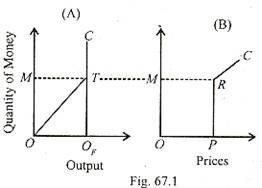 (A)
(B)
Quantity of Money
C
M
T
O
O_F
Output
M
C
R
O
P
Prices
Fig. 67.1